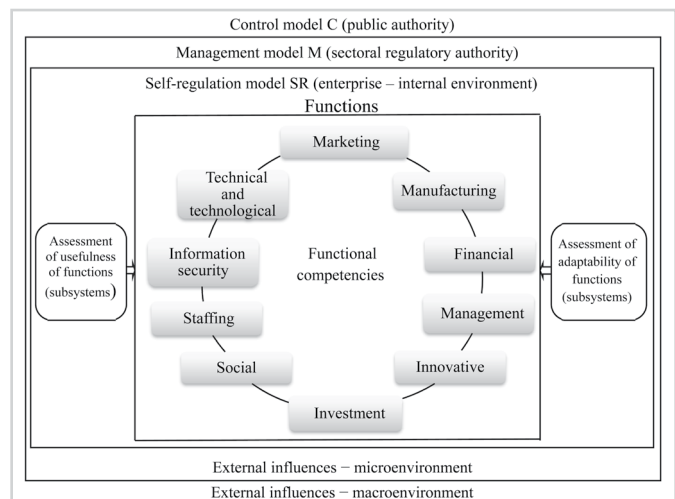 Control model C (public authority)
Management model M (sectoral regulatory authority)
Self-regulation model SR (enterprise – internal environment)
Functions
Marketing
Technical
and
technological
Manufacturing
Assessment
of usefulness
of functions
(subsystems)
Information
security
Functional
competencies
Financial
Assessment of
adaptability of
functions
(subsystems)
Staffing
Management
Social
Innovative
Investment
External influences – microenvironment
External influences – macroenvironment